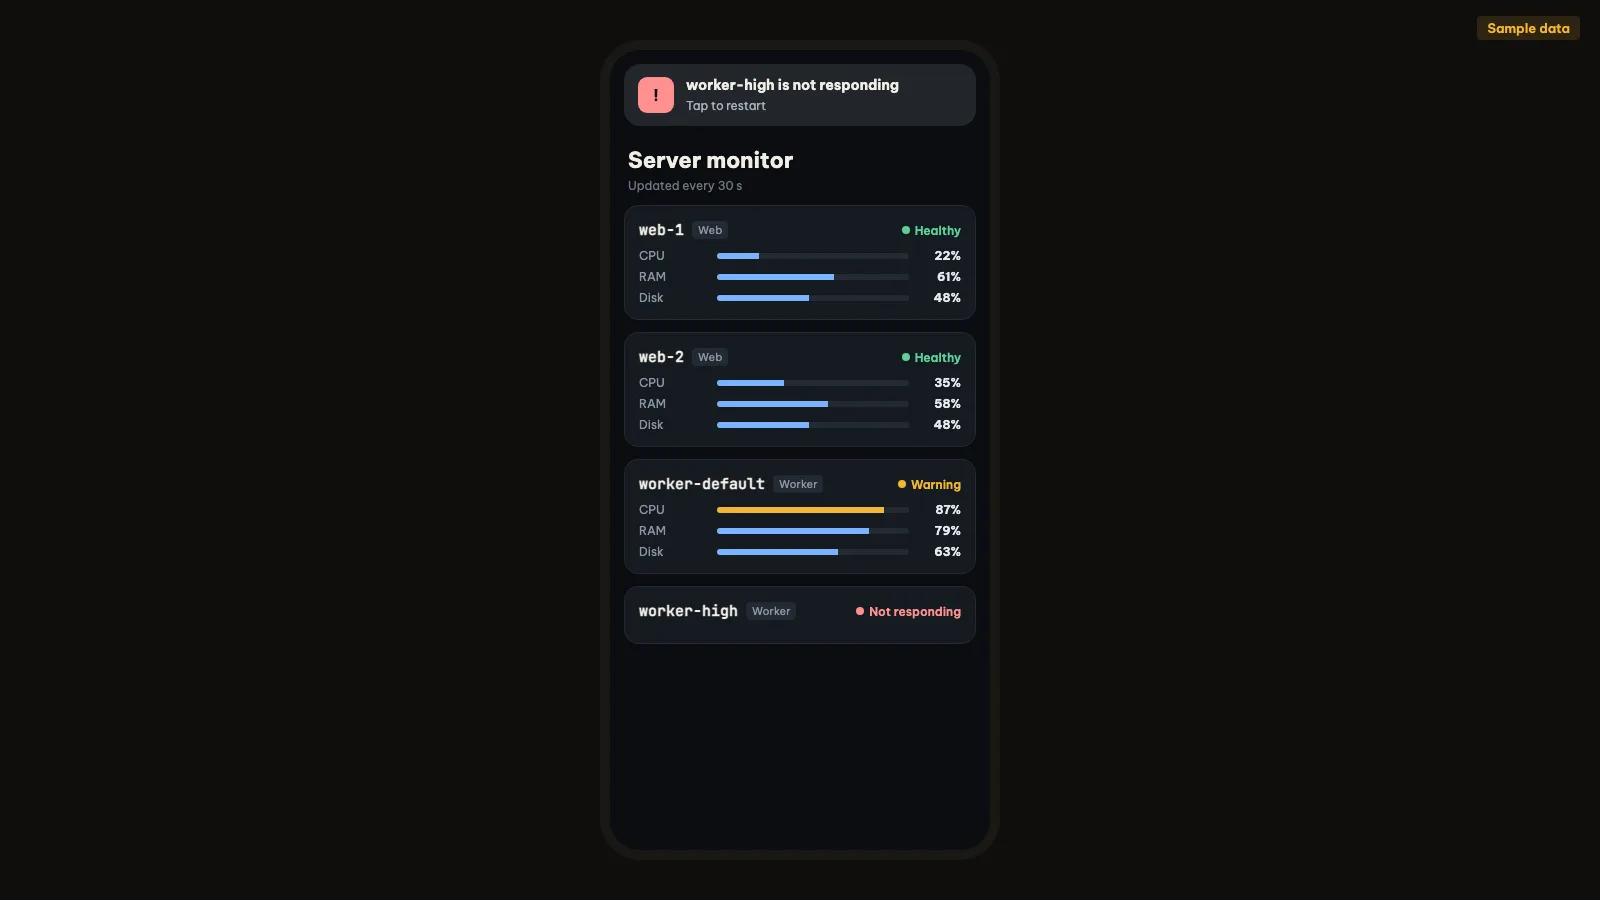 Sample data
!
worker-high is not responding
Tap to restart
Server monitor
Updated every 30 s
web-1 Web Healthy
CPU 22%
RAM 61%
Disk 48%
web-2 Web Healthy
CPU 35%
RAM 58%
Disk 48%
worker-default Worker Warning
CPU 87%
RAM 79%
Disk 63%
worker-high Worker Not responding